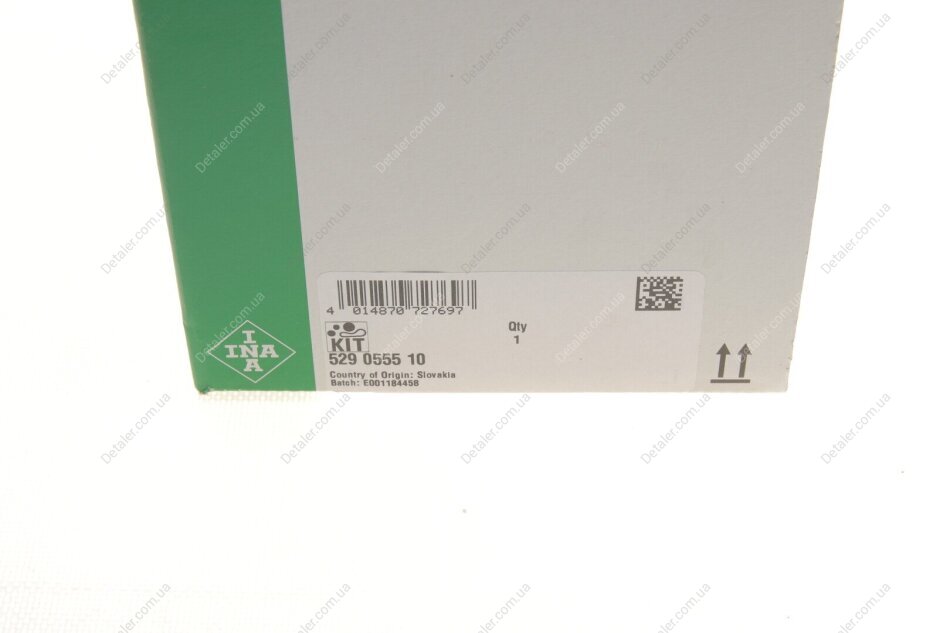 4 014870 727697
KIT
529 0555 10
Country of Origin: Slovakia
Batch: E001184458
Qty
1
INA
INA
Detaler.com.ua